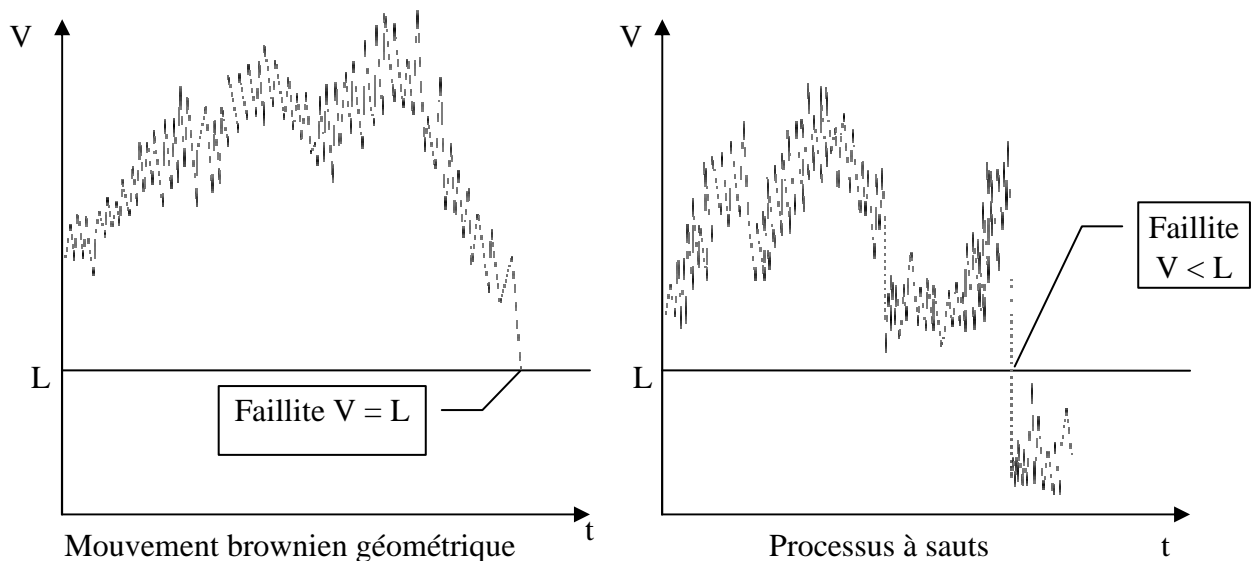 V
L
Faillite V = L
t
Mouvement brownien géométrique
V
Faillite
V < L
Processus à sauts
t